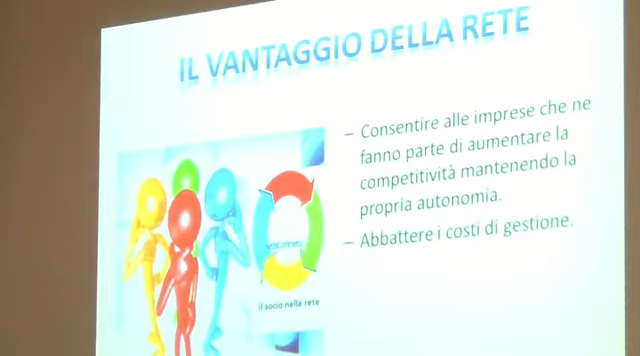 IL VANTAGGIO DELLA RETE
– Consentire alle imprese che ne
fanno parte di aumentare la
competitività mantenendo la
propria autonomia.
– Abbattere i costi di gestione.
il socio nella rete